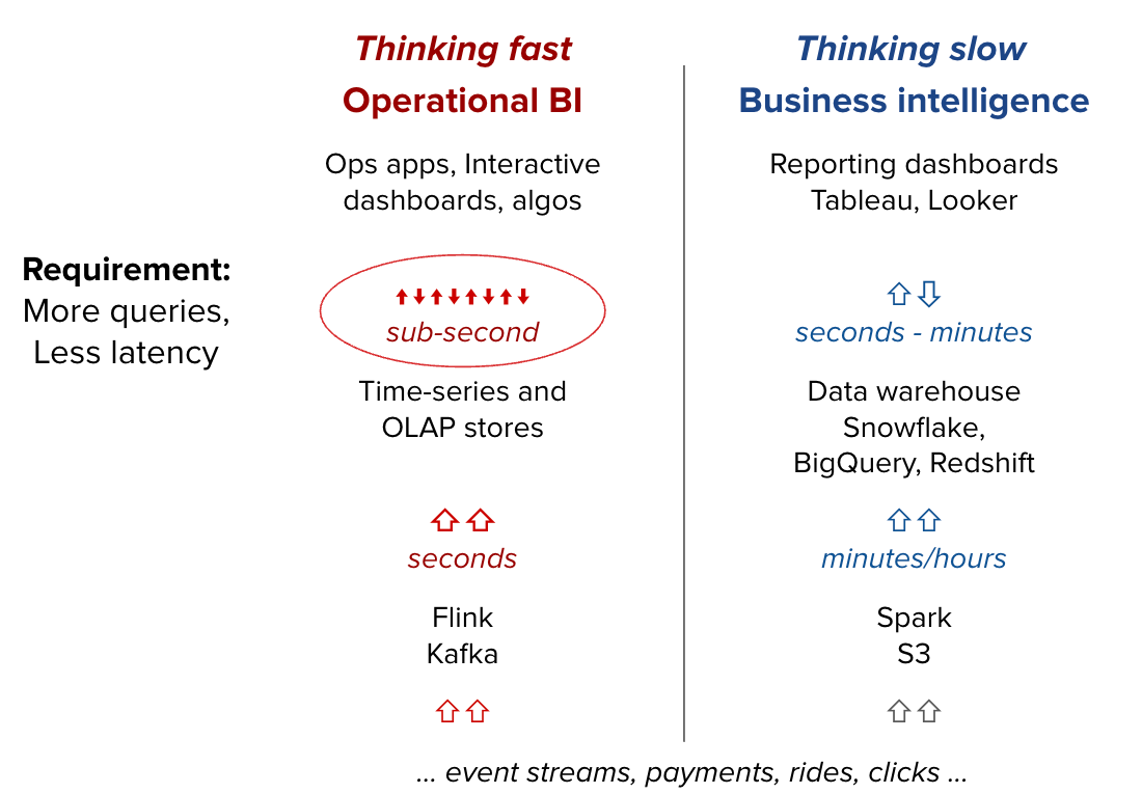 Thinking fast
Operational BI
Ops apps, Interactive
dashboards, algos
Requirement:
More queries,
Less latency
sub-second
Time-series and
OLAP stores
seconds
Flink
Kafka
Thinking slow
Business intelligence
Reporting dashboards
Tableau, Looker
seconds - minutes
Data warehouse
Snowflake,
BigQuery, Redshift
minutes/hours
Spark
S3
... event streams, payments, rides, clicks ...